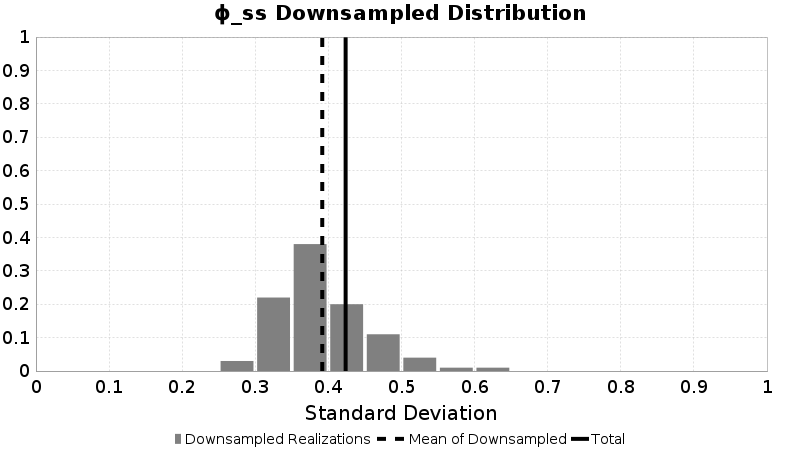 ϕ_ss Downsampled Distribution
1
0.9
0.8
0.7
0.6
0.5
0.4
0.3
0.2
0.1
0
0 0.1 0.2 0.3 0.4 0.5 0.6 0.7 0.8 0.9 1
Standard Deviation
Downsampled Realizations Mean of Downsampled Total